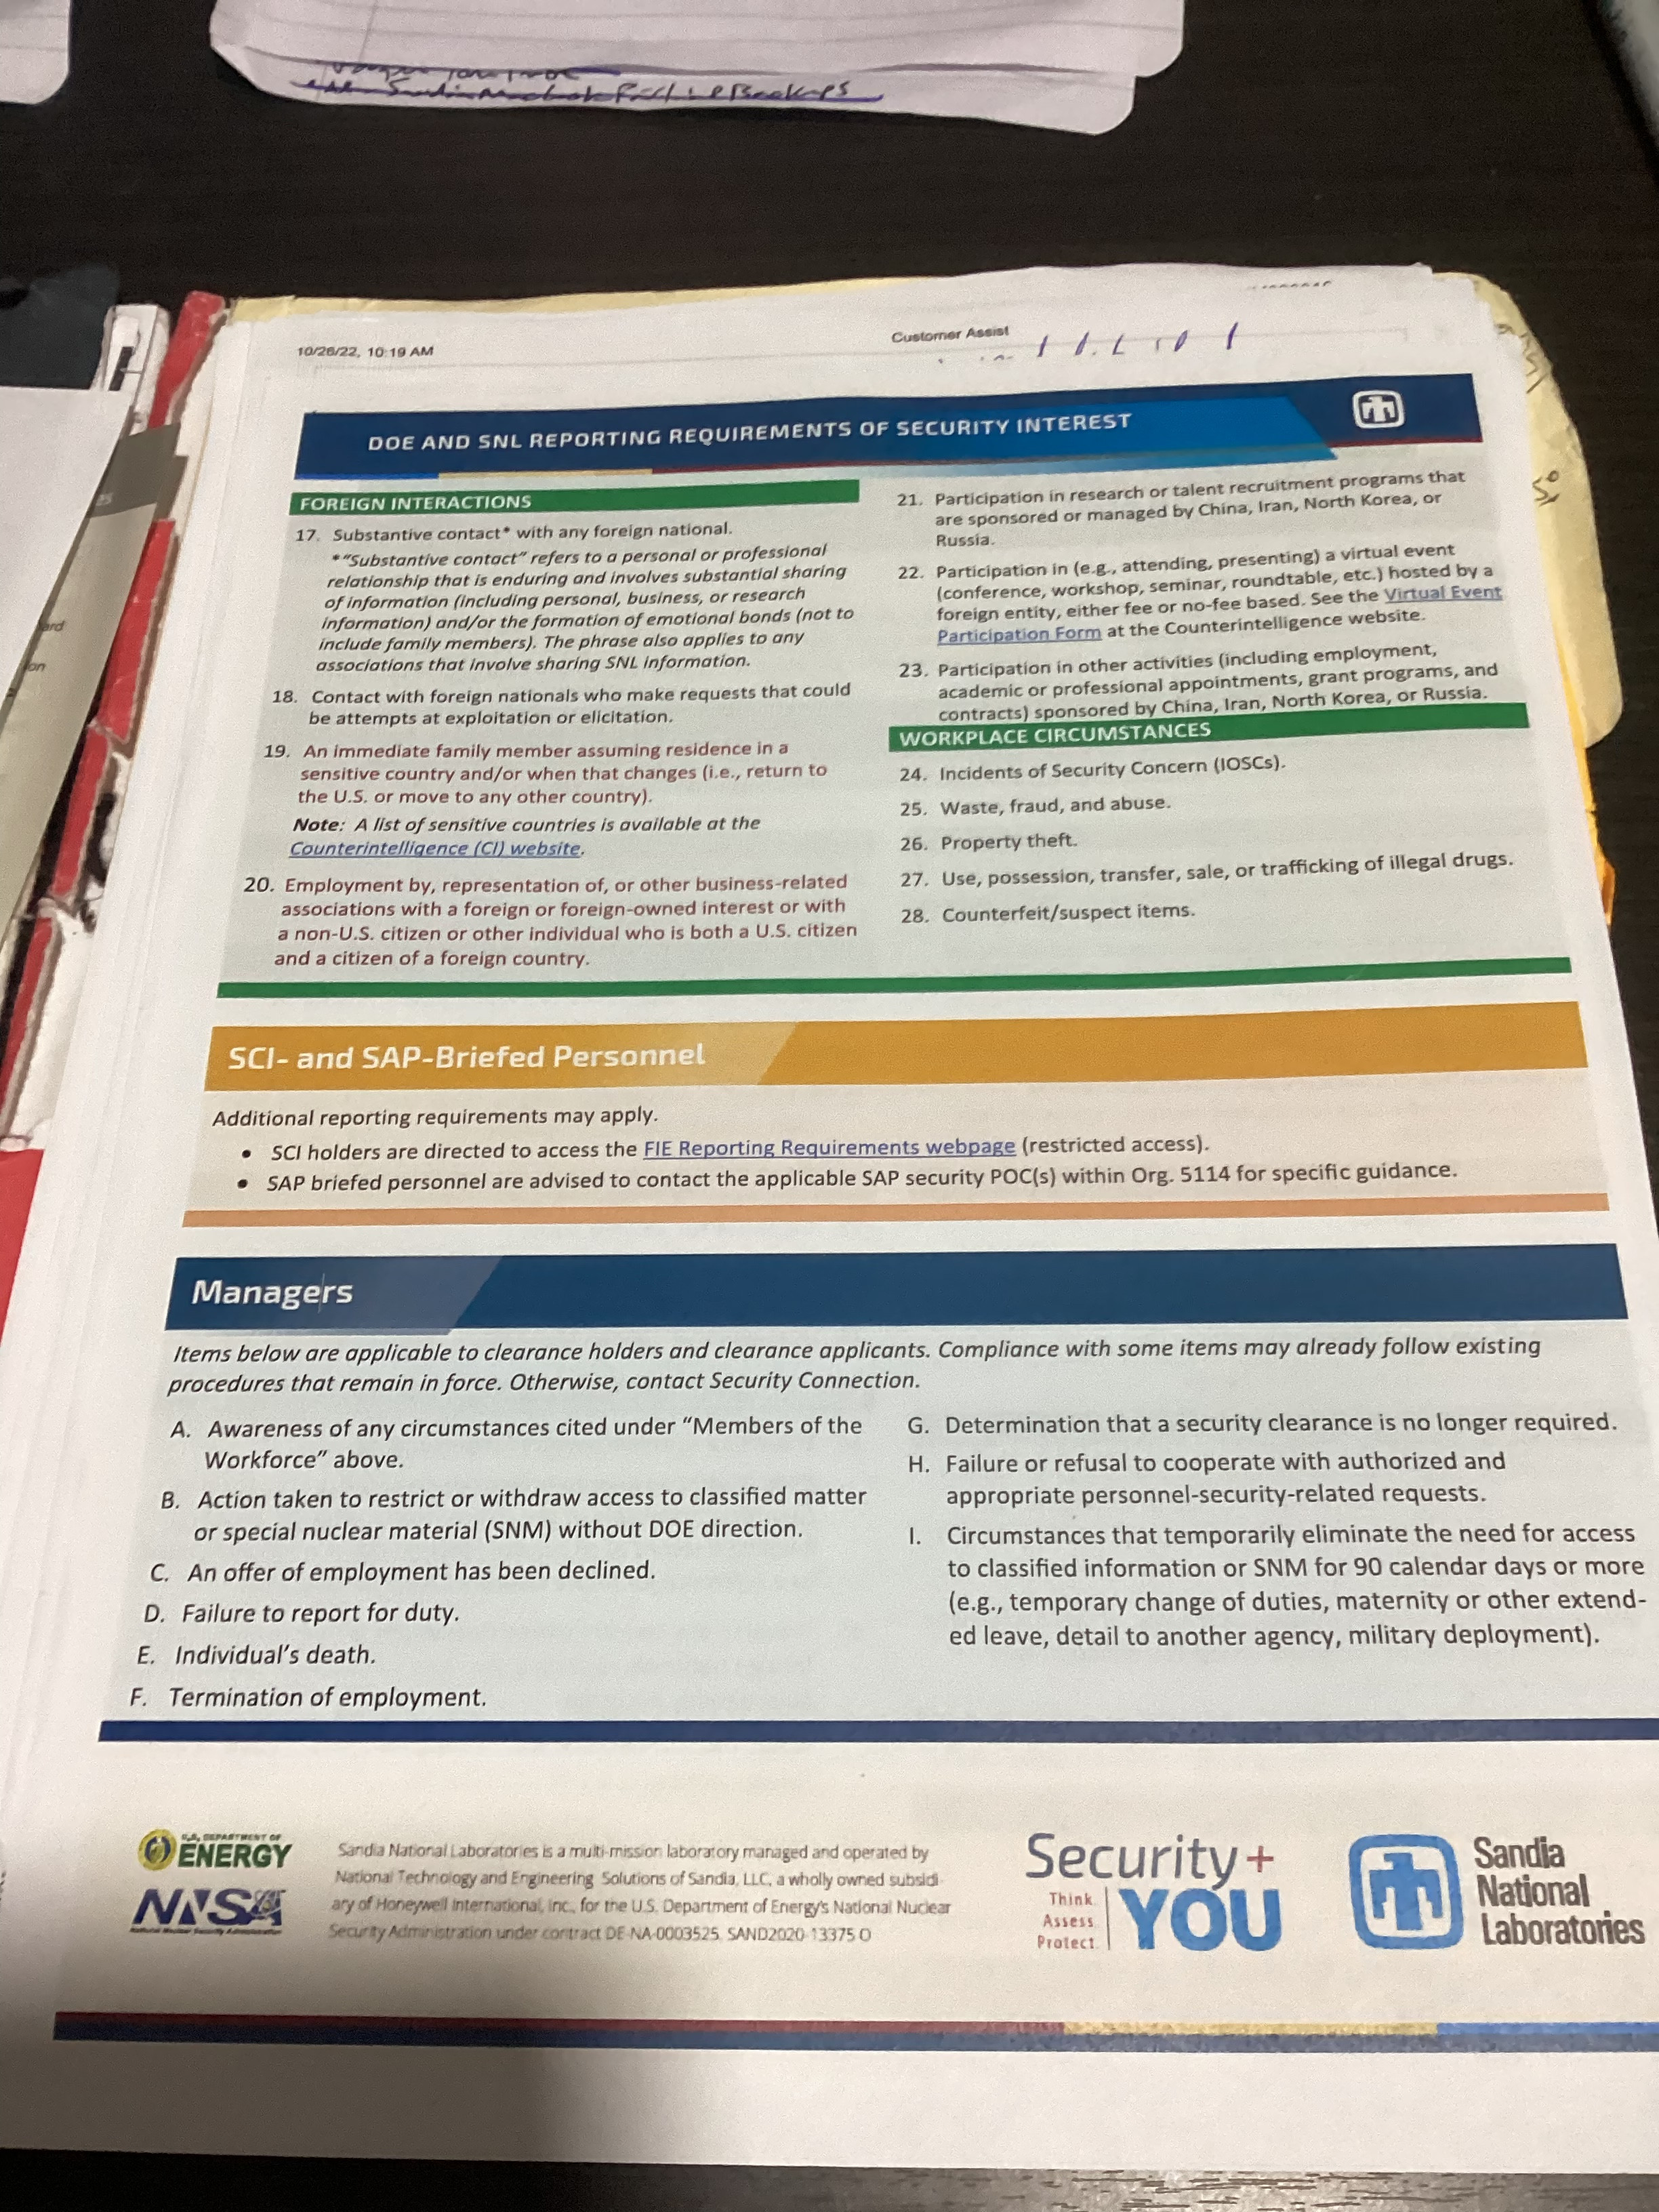 10/26/22, 10:19 AM
Customer Assist
DOE AND SNL REPORTING REQUIREMENTS OF SECURITY INTEREST
FOREIGN INTERACTIONS
17. Substantive contact* with any foreign national.
*"Substantive contact" refers to a personal or professional
relationship that is enduring and involves substantial sharing
of information (including personal, business, or research
information) and/or the formation of emotional bonds (not to
include family members). The phrase also applies to any
associations that involve sharing SNL information.
18. Contact with foreign nationals who make requests that could
be attempts at exploitation or elicitation.
19. An immediate family member assuming residence in a
sensitive country and/or when that changes (i.e., return to
the U.S. or move to any other country).
Note: A list of sensitive countries is available at the
Counterintelligence (CI) website.
20. Employment by, representation of, or other business-related
associations with a foreign or foreign-owned interest or with
a non-U.S. citizen or other individual who is both a U.S. citizen
and a citizen of a foreign country.
21. Participation in research or talent recruitment programs that
are sponsored or managed by China, Iran, North Korea, or
Russia.
22. Participation in (e.g., attending, presenting) a virtual event
(conference, workshop, seminar, roundtable, etc.) hosted by a
foreign entity, either fee or no-fee based. See the Virtual Event
Participation Form at the Counterintelligence website.
23. Participation in other activities (including employment,
academic or professional appointments, grant programs, and
contracts) sponsored by China, Iran, North Korea, or Russia.
WORKPLACE CIRCUMSTANCES
24. Incidents of Security Concern (IOSCs).
25. Waste, fraud, and abuse.
26. Property theft.
27. Use, possession, transfer, sale, or trafficking of illegal drugs.
28. Counterfeit/suspect items.
SCI- and SAP-Briefed Personnel
Additional reporting requirements may apply.
• SCI holders are directed to access the FIE Reporting Requirements webpage (restricted access).
• SAP briefed personnel are advised to contact the applicable SAP security POC(s) within Org. 5114 for specific guidance.
Managers
Items below are applicable to clearance holders and clearance applicants. Compliance with some items may already follow existing
procedures that remain in force. Otherwise, contact Security Connection.
A. Awareness of any circumstances cited under "Members of the
Workforce" above.
B. Action taken to restrict or withdraw access to classified matter
or special nuclear material (SNM) without DOE direction.
C. An offer of employment has been declined.
D. Failure to report for duty.
E. Individual's death.
F. Termination of employment.
G. Determination that a security clearance is no longer required.
H. Failure or refusal to cooperate with authorized and
appropriate personnel-security-related requests.
I. Circumstances that temporarily eliminate the need for access
to classified information or SNM for 90 calendar days or more
(e.g., temporary change of duties, maternity or other extend-
ed leave, detail to another agency, military deployment).
U.S. DEPARTMENT OF
ENERGY
NNSA
National Nuclear Security Administration
Sandia National Laboratories is a multi-mission laboratory managed and operated by
National Technology and Engineering Solutions of Sandia, LLC, a wholly owned subsidi
ary of Honeywell International, Inc., for the U.S. Department of Energy's National Nuclear
Security Administration under contract DE-NA-0003525. SAND2020-13375 O
Security+
Think.
Assess.
Protect.
YOU
Sandia
National
Laboratories